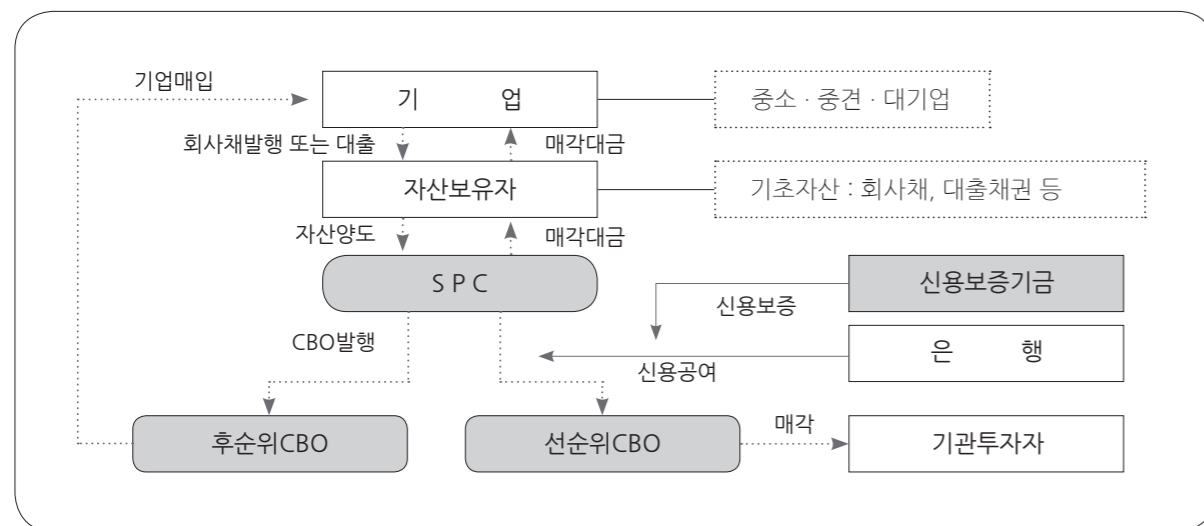 기업매입
기 업
중소 · 중견 · 대기업
회사채발행 또는 대출
매각대금
자산보유자
기초자산 : 회사채, 대출채권 등
자산양도
매각대금
S P C
신용보증기금
신용보증
CBO발행
은 행
신용공여
후순위CBO
선순위CBO
매각
기관투자자